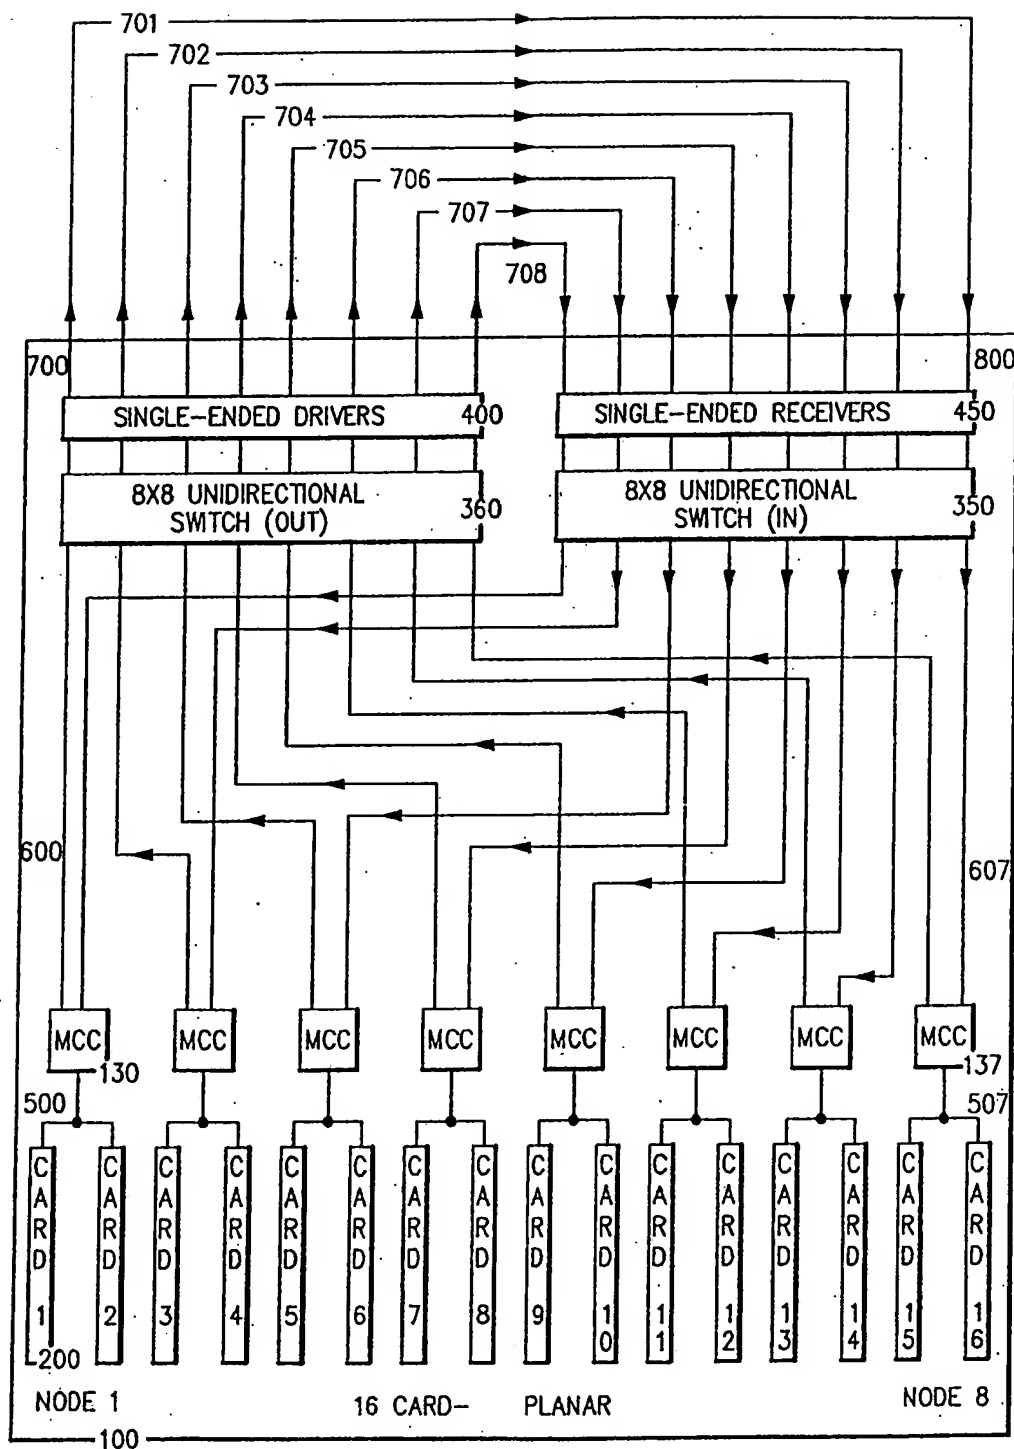 701
702
703
704
705
706
707
708
700
800
SINGLE-ENDED DRIVERS 400
SINGLE-ENDED RECEIVERS 450
8X8 UNIDIRECTIONAL
SWITCH (OUT)
360
8X8 UNIDIRECTIONAL
SWITCH (IN)
350
600
607
MCC
MCC
MCC
MCC
MCC
MCC
MCC
MCC
130
137
500
507
CARD 1
CARD 2
CARD 3
CARD 4
CARD 5
CARD 6
CARD 7
CARD 8
CARD 9
CARD 10
CARD 11
CARD 12
CARD 13
CARD 14
CARD 15
CARD 16
200
NODE 1
16 CARD- PLANAR
NODE 8
100